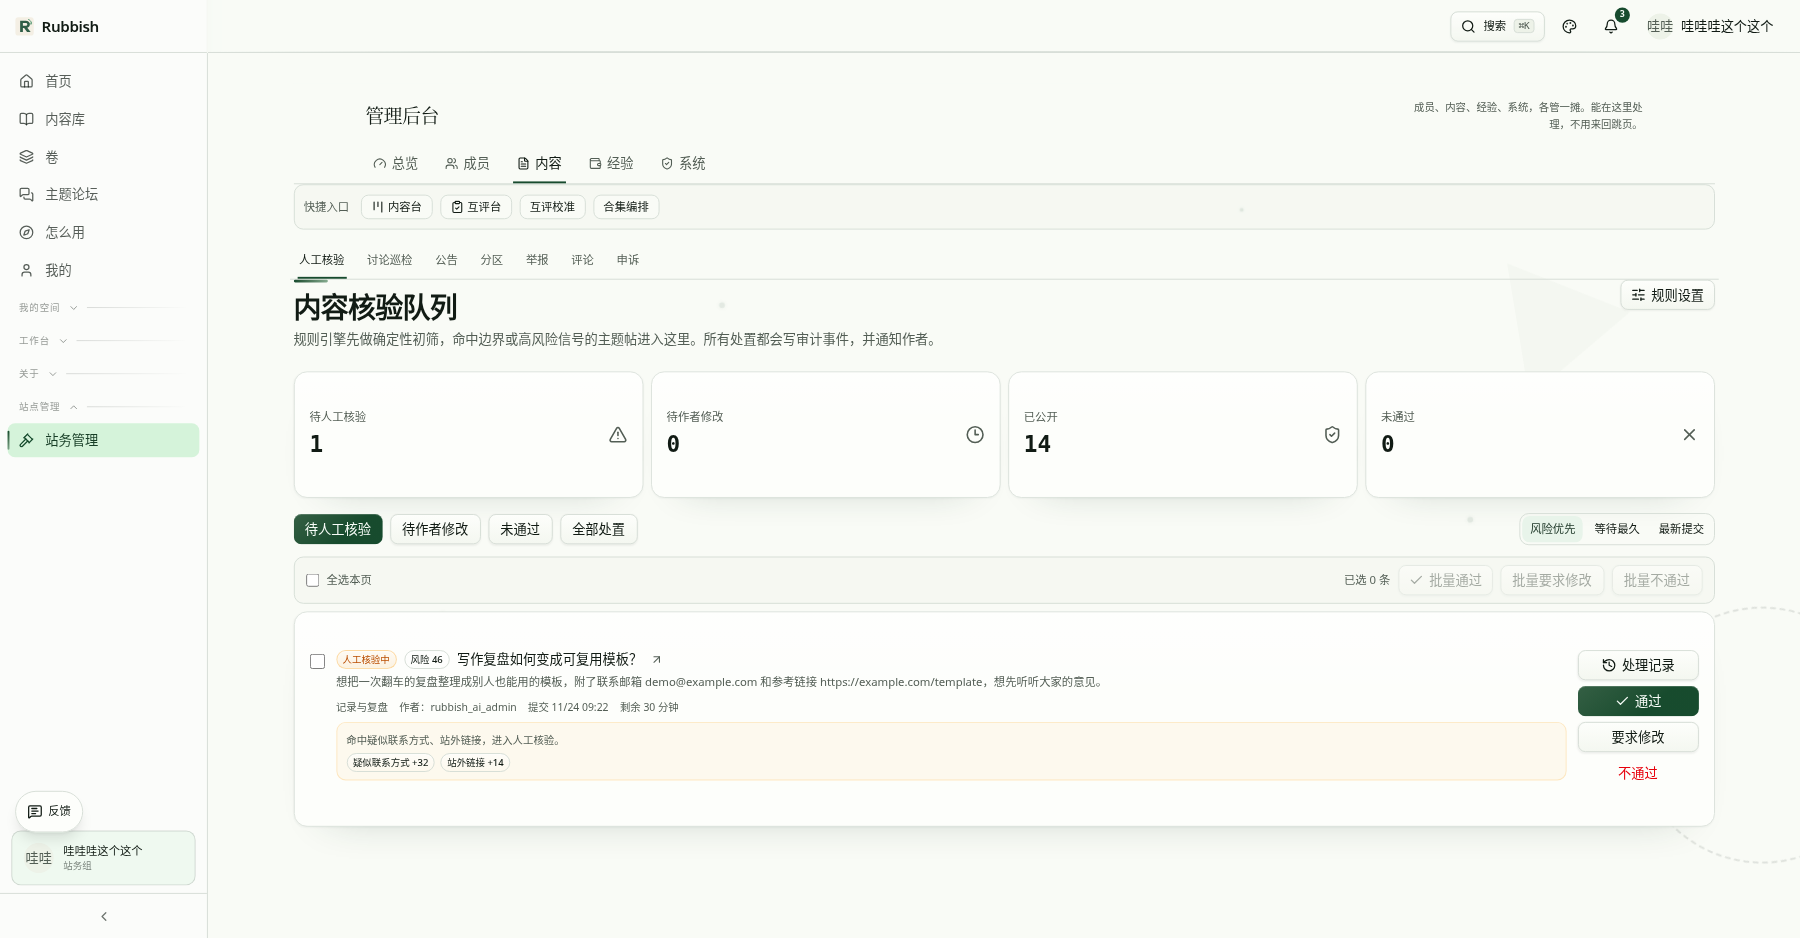 Rubbish
搜索 ⌘K
3
哇哇 哇哇哇这个这个
首页
内容库
卷
主题论坛
怎么用
我的
我的空间
工作台
关于
站点管理
站务管理
反馈
哇哇 哇哇哇这个这个
站务组
管理后台
成员、内容、经验、系统，各管一摊。能在这里处
理，不用来回跳页。
总览 成员 内容 经验 系统
快捷入口 内容台 互评台 互评校准 合集编排
人工核验 讨论巡检 公告 分区 举报 评论 申诉
内容核验队列
规则设置
规则引擎先做确定性初筛，命中边界或高风险信号的主题帖进入这里。所有处置都会写审计事件，并通知作者。
待人工核验
1
待作者修改
0
已公开
14
未通过
0
待人工核验 待作者修改 未通过 全部处置
风险优先 等待最久 最新提交
全选本页
已选 0 条 批量通过 批量要求修改 批量不通过
人工核验中 风险 46 写作复盘如何变成可复用模板？
想把一次翻车的复盘整理成别人也能用的模板，附了联系邮箱 demo@example.com 和参考链接 https://example.com/template，想先听听大家的意见。
记录与复盘 作者：rubbish_ai_admin 提交 11/24 09:22 剩余 30 分钟
命中疑似联系方式、站外链接，进入人工核验。
疑似联系方式 +32 站外链接 +14
处理记录
通过
要求修改
不通过